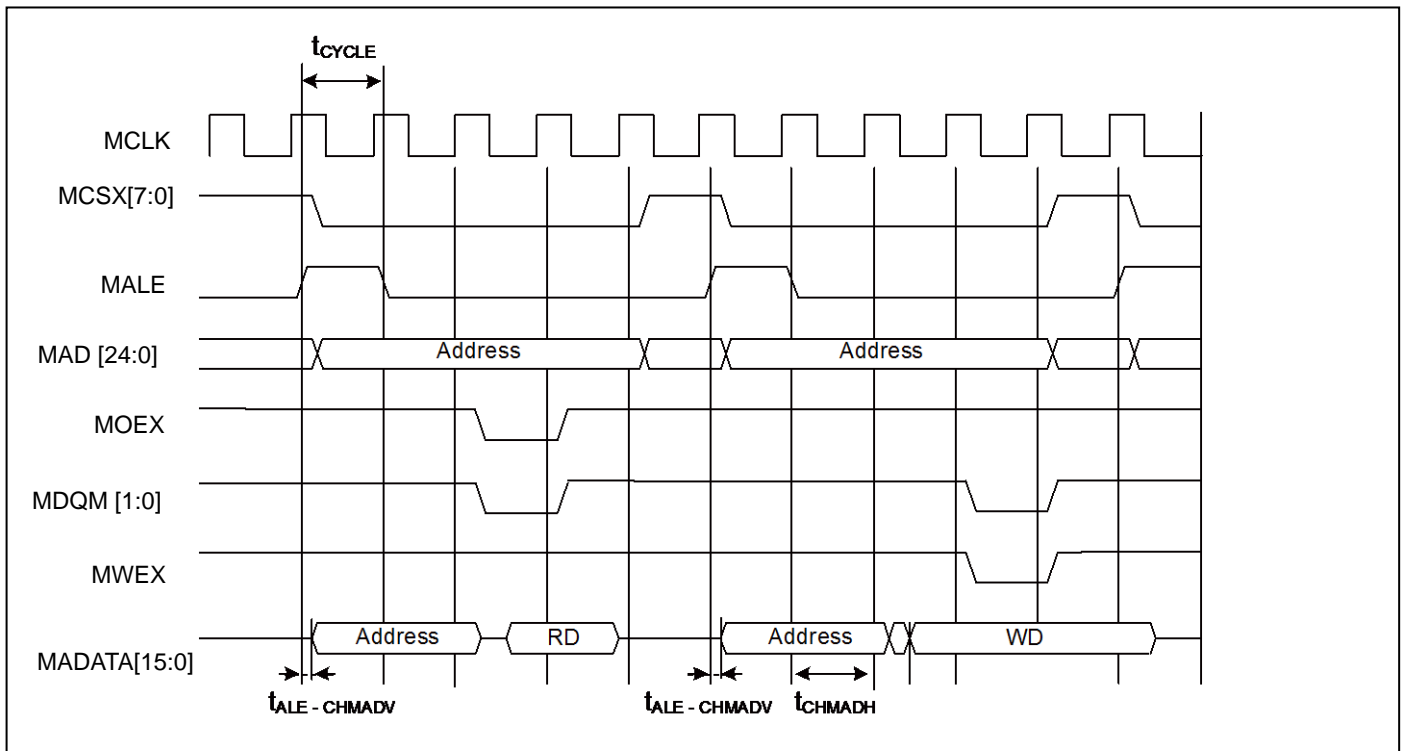 tCYCLE
MCLK
MCSX[7:0]
MALE
MAD [24:0]
Address
Address
MOEX
MDQM [1:0]
MWEX
MADATA[15:0]
Address
RD
Address
WD
tALE - CHMADV
tALE - CHMADV
tCHMADH